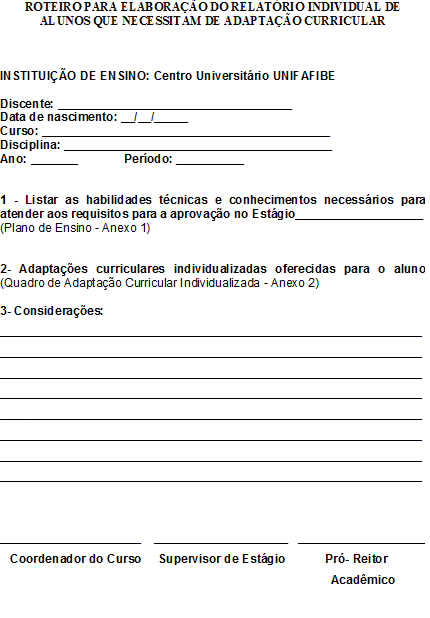 ROTEIRO PARA ELABORAÇÃO DO RELATÓRIO INDIVIDUAL DE
ALUNOS QUE NECESSITAM DE ADAPTAÇÃO CURRICULAR
INSTITUIÇÃO DE ENSINO: Centro Universitário UNIFAFIBE
Discente: ___________________________________
Data de nascimento: __/__/_____
Curso: ___________________________________________
Disciplina: ________________________________________
Ano: _______ Período: __________
1 - Listar as habilidades técnicas e conhecimentos necessários para
atender aos requisitos para a aprovação no Estágio___________________
(Plano de Ensino - Anexo 1)
2- Adaptações curriculares individualizadas oferecidas para o aluno
(Quadro de Adaptação Curricular Individualizada - Anexo 2)
3- Considerações:
Coordenador do Curso Supervisor de Estágio Pró- Reitor
Acadêmico